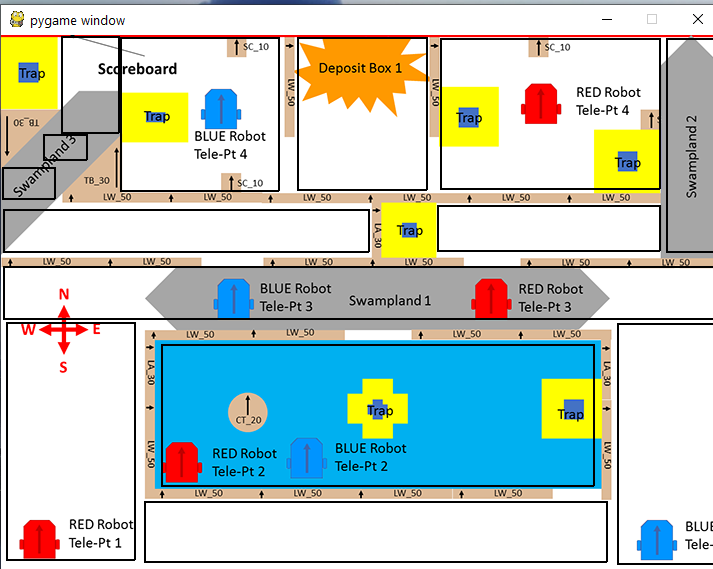 pygame window
SC_10
SC_10
Trap
Scoreboard
LW_50
Deposit Box 1
LW_50
RED Robot
Tele-Pt 4
Trap
Trap
TB_30
BLUE Robot
Tele-Pt 4
Trap
Swampland 2
Swampland 3
TB_30
SC_10
LW_50
LW_50
LW_50
LW_50
LW_50
LW_50
LA_30
Trap
LW_50
LW_50
LW_50
LW_50
LW_50
BLUE Robot
Tele-Pt 3
Swampland 1
RED Robot
Tele-Pt 3
N
W E
S
LW_50
LW_50
LW_50
LW_50
LA_30
LA_30
CT_20
Trap
Trap
LW_50
LW_50
RED Robot
Tele-Pt 2
BLUE Robot
Tele-Pt 2
LW_50
LW_50
LW_50
LW_50
RED Robot
Tele-Pt 1
BLUE
Tele-